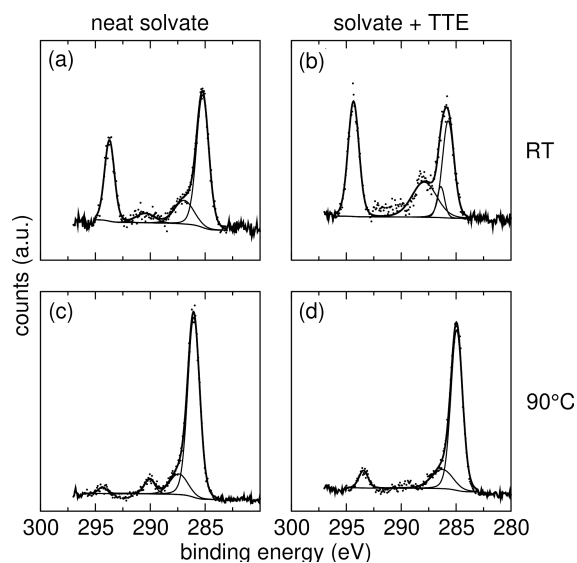 neat solvate
solvate + TTE
(a)
(b)
RT
counts (a.u.)
(c)
(d)
90°C
300 295 290 285 300 295 290 285 280
binding energy (eV)